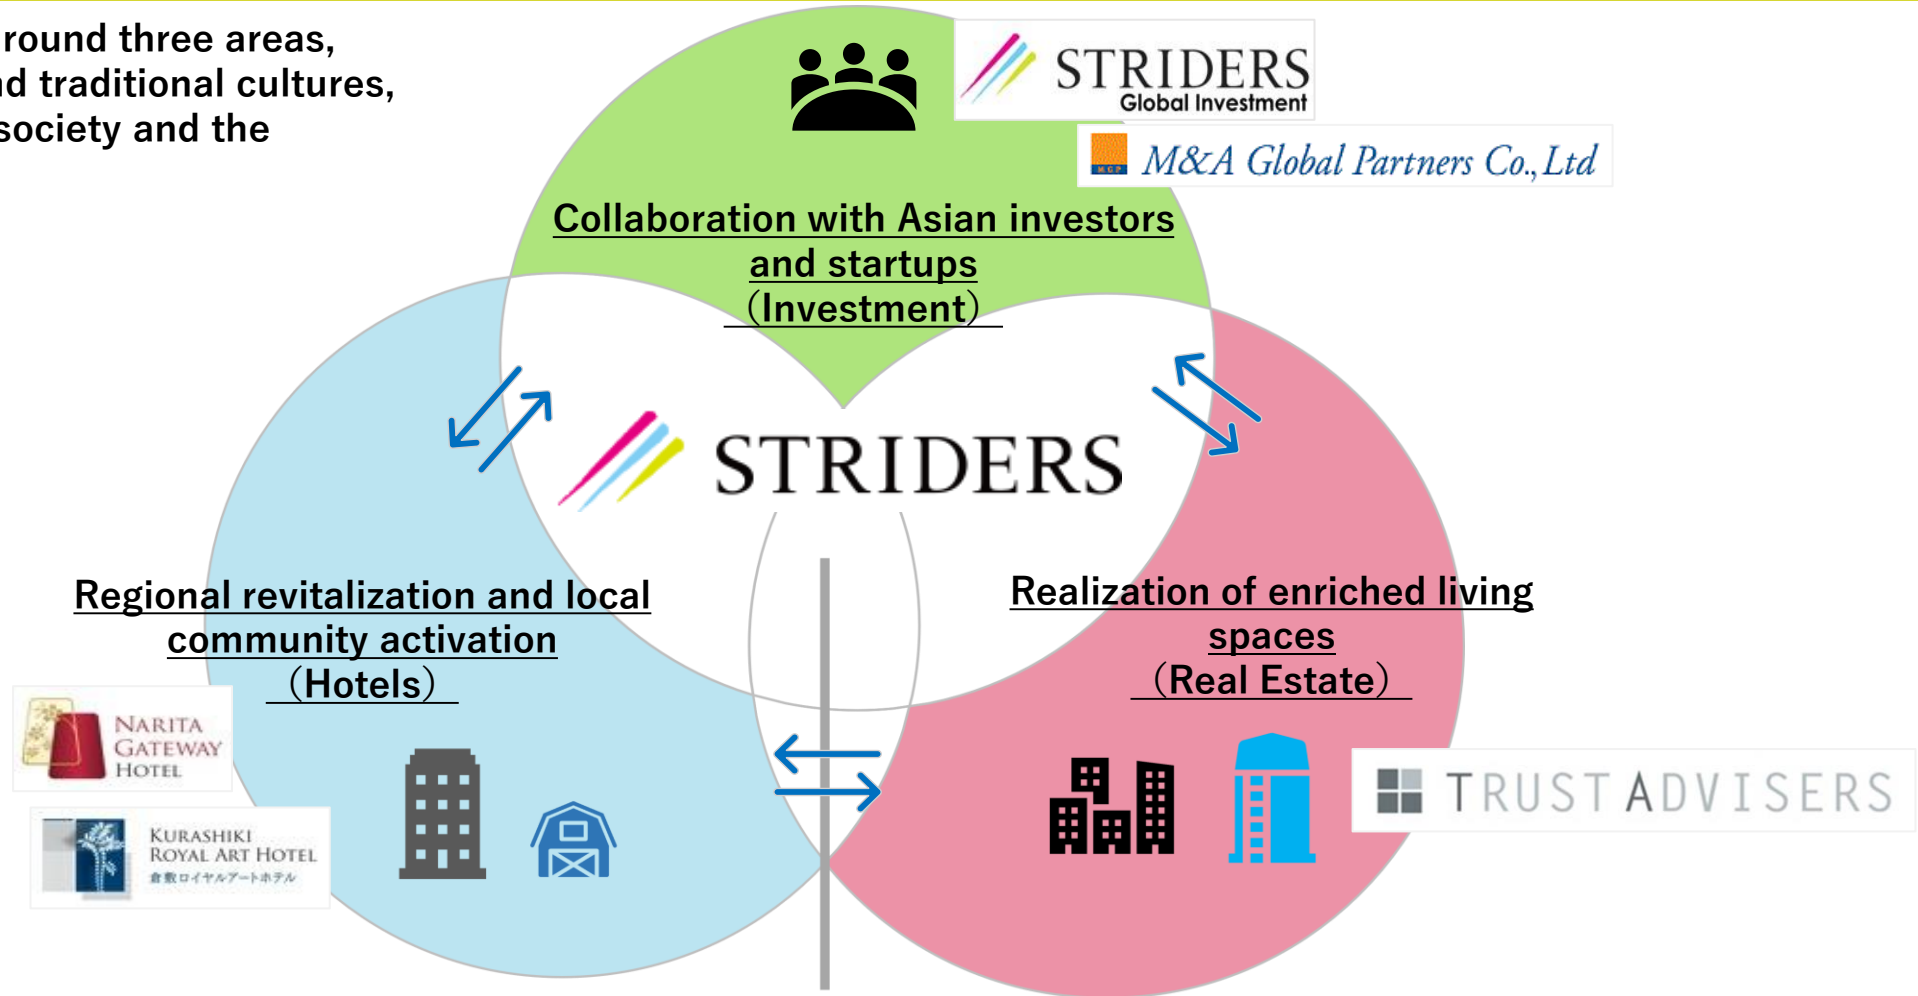 round three areas,
nd traditional cultures,
society and the
STRIDERS
Global Investment
M&A Global Partners Co., Ltd
Collaboration with Asian investors
and startups
（Investment）
STRIDERS
Regional revitalization and local
community activation
（Hotels）
Realization of enriched living
spaces
（Real Estate）
NARITA
GATEWAY
HOTEL
KURASHIKI
ROYAL ART HOTEL
倉敷ロイヤルアートホテル
TRUST ADVISERS